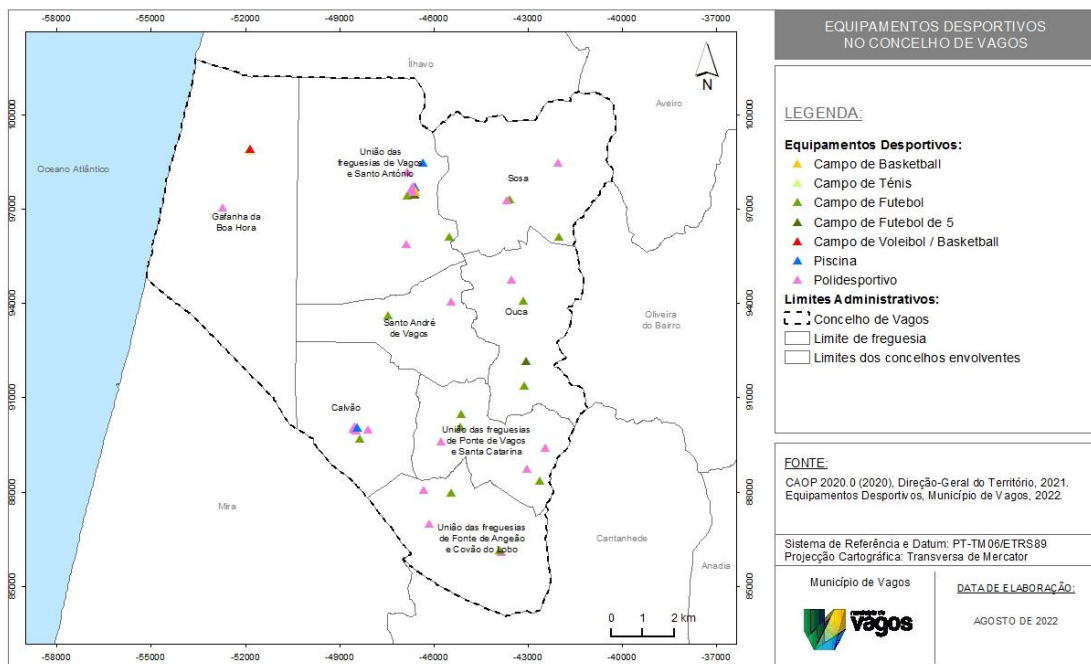 -58000
-55000
-52000
-49000
-46000
-43000
-40000
-37000
EQUIPAMENTOS DESPORTIVOS
NO CONCELHO DE VAGOS
Ílhavo
N
Aveiro
100000
100000
LEGENDA:
Equipamentos Desportivos:
Campo de Basketball
Campo de Ténis
Campo de Futebol
Campo de Futebol de 5
Campo de Voleibol / Basketball
Piscina
Polidesportivo
Limites Administrativos:
Concelho de Vagos
Limite de freguesia
Limites dos concelhos envolventes
Oceano Atlântico
União das
freguesias de Vagos
e Santo António
Sosa
97000
97000
Gafanha da
Boa Hora
94000
94000
Ouca
Santo André
de Vagos
Oliveira
do Bairro
91000
91000
Calvão
União das freguesias
de Ponte de Vagos
e Santa Catarina
88000
88000
Mira
União das freguesias
de Fonte de Angeão
e Covão do Lobo
Cantanhede
Anadia
85000
85000
0 1 2 km
-58000
-55000
-52000
-49000
-46000
-43000
-40000
-37000
FONTE:
CAOP 2020.0 (2020), Direção-Geral do Território, 2021.
Equipamentos Desportivos, Município de Vagos, 2022.
Sistema de Referência e Datum: PT-TM06/ETRS89
Projecção Cartográfica: Transversa de Mercator
Município de Vagos
município de
vagos
DATA DE ELABORAÇÃO:
AGOSTO DE 2022